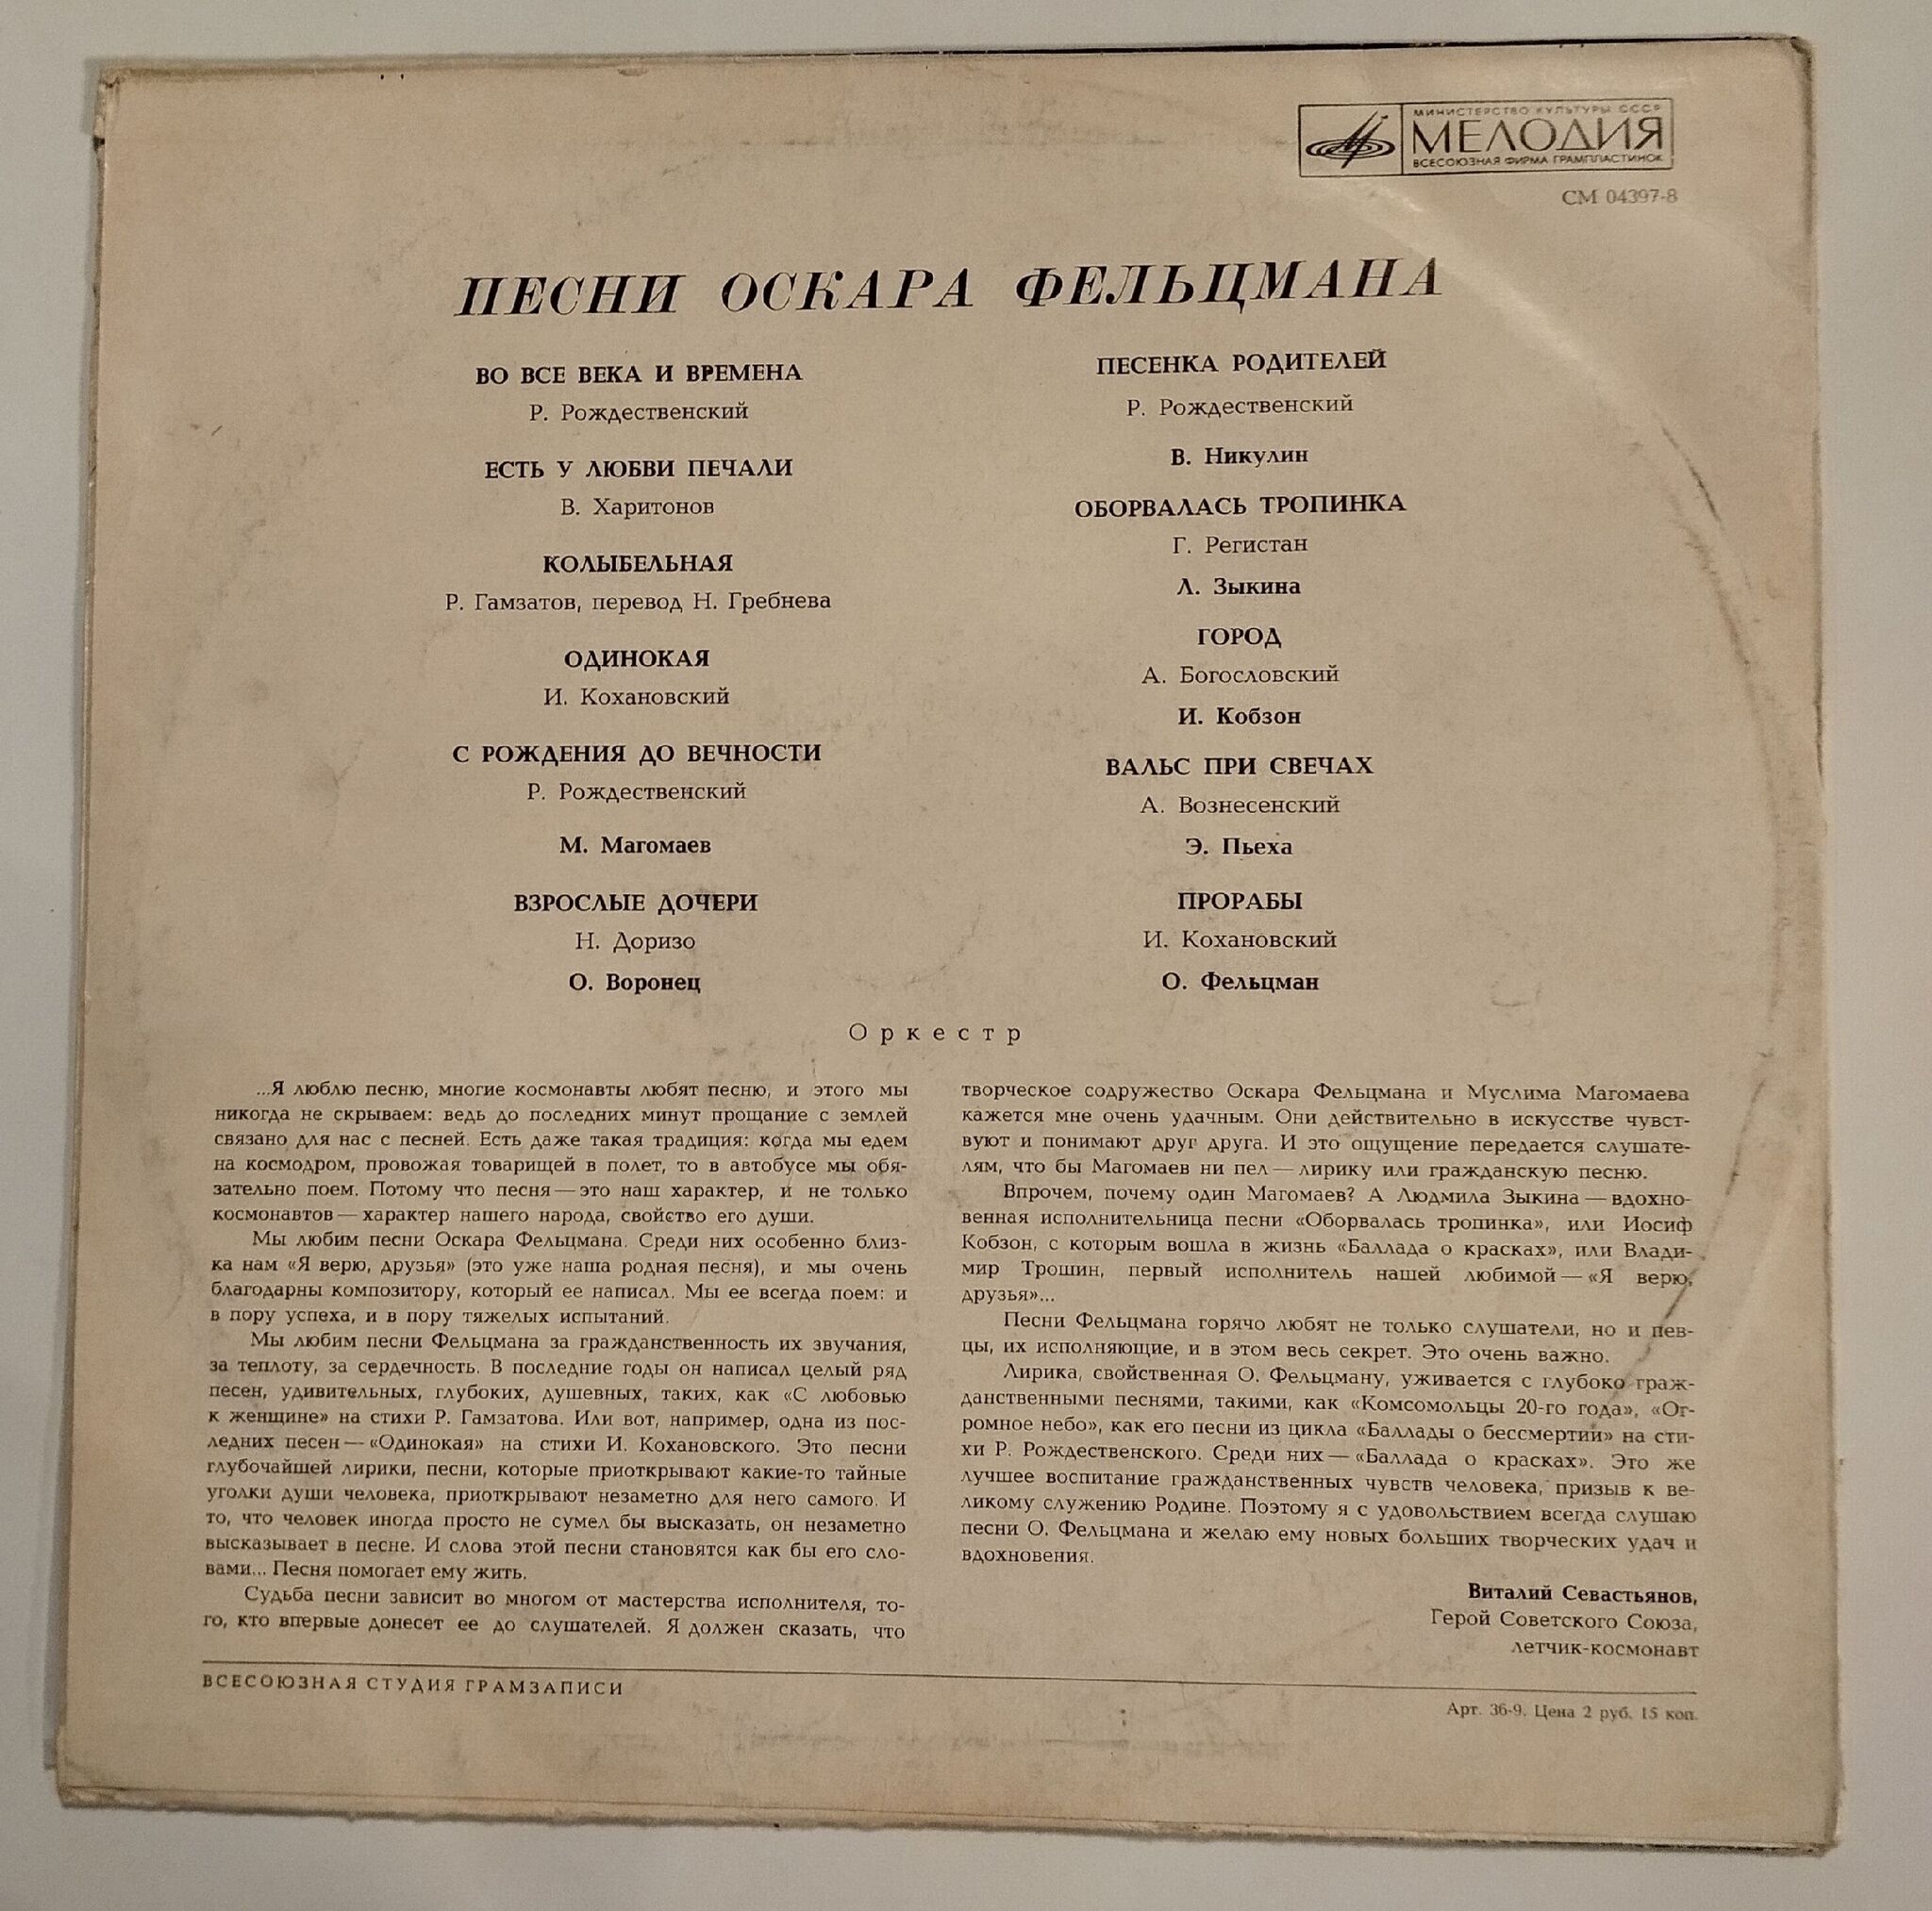 МИНИСТЕРСТВО КУЛЬТУРЫ СССР
МЕЛОДИЯ
ВСЕСОЮЗНАЯ ФИРМА ГРАМПЛАСТИНОК
СМ 04397-8
ПЕСНИ ОСКАРА ФЕЛЬЦМАНА
ВО ВСЕ ВЕКА И ВРЕМЕНА
Р. Рождественский
ЕСТЬ У ЛЮБВИ ПЕЧАЛИ
В. Харитонов
КОЛЫБЕЛЬНАЯ
Р. Гамзатов, перевод Н. Гребнева
ОДИНОКАЯ
И. Кохановский
С РОЖДЕНИЯ ДО ВЕЧНОСТИ
Р. Рождественский
М. Магомаев
ВЗРОСЛЫЕ ДОЧЕРИ
Н. Доризо
О. Воронец
ПЕСЕНКА РОДИТЕЛЕЙ
Р. Рождественский
В. Никулин
ОБОРВАЛАСЬ ТРОПИНКА
Г. Регистан
Л. Зыкина
ГОРОД
А. Богословский
И. Кобзон
ВАЛЬС ПРИ СВЕЧАХ
А. Вознесенский
Э. Пьеха
ПРОРАБЫ
И. Кохановский
О. Фельцман
Оркестр
...Я люблю песню, многие космонавты любят песню, и этого мы
никогда не скрываем: ведь до последних минут прощание с землей
связано для нас с песней. Есть даже такая традиция: когда мы едем
на космодром, провожая товарищей в полет, то в автобусе мы обя-
зательно поем. Потому что песня — это наш характер, и не только
космонавтов — характер нашего народа, свойство его души.
Мы любим песни Оскара Фельцмана. Среди них особенно близ-
ка нам «Я верю, друзья» (это уже наша родная песня), и мы очень
благодарны композитору, который ее написал. Мы ее всегда поем: и
в пору успеха, и в пору тяжелых испытаний.
Мы любим песни Фельцмана за гражданственность их звучания,
за теплоту, за сердечность. В последние годы он написал целый ряд
песен, удивительных, глубоких, душевных, таких, как «С любовью
к женщине» на стихи Р. Гамзатова. Или вот, например, одна из пос-
ледних песен — «Одинокая» на стихи И. Кохановского. Это песни
глубочайшей лирики, песни, которые приоткрывают какие-то тайные
уголки души человека, приоткрывают незаметно для него самого. И
то, что человек иногда просто не сумел бы высказать, он незаметно
высказывает в песне. И слова этой песни становятся как бы его сло-
вами... Песня помогает ему жить.
Судьба песни зависит во многом от мастерства исполнителя, то-
го, кто впервые донесет ее до слушателей. Я должен сказать, что
творческое содружество Оскара Фельцмана и Муслима Магомаева
кажется мне очень удачным. Они действительно в искусстве чувст-
вуют и понимают друг друга. И это ощущение передается слушате-
лям, что бы Магомаев ни пел — лирику или гражданскую песню.
Впрочем, почему один Магомаев? А Людмила Зыкина — вдохно-
венная исполнительница песни «Оборвалась тропинка», или Иосиф
Кобзон, с которым вошла в жизнь «Баллада о красках», или Влади-
мир Трошин, первый исполнитель нашей любимой — «Я верю,
друзья»...
Песни Фельцмана горячо любят не только слушатели, но и пев-
цы, их исполняющие, и в этом весь секрет. Это очень важно.
Лирика, свойственная О. Фельцману, уживается с глубоко граж-
данственными песнями, такими, как «Комсомольцы 20-го года», «Ог-
ромное небо», как его песни из цикла «Баллады о бессмертии» на сти-
хи Р. Рождественского. Среди них — «Баллада о красках». Это же
лучшее воспитание гражданственных чувств человека, призыв к ве-
ликому служению Родине. Поэтому я с удовольствием всегда слушаю
песни О. Фельцмана и желаю ему новых больших творческих удач и
вдохновения.
Виталий Севастьянов,
Герой Советского Союза,
летчик-космонавт
ВСЕСОЮЗНАЯ СТУДИЯ ГРАМЗАПИСИ
Арт. 36-9. Цена 2 руб. 15 коп.